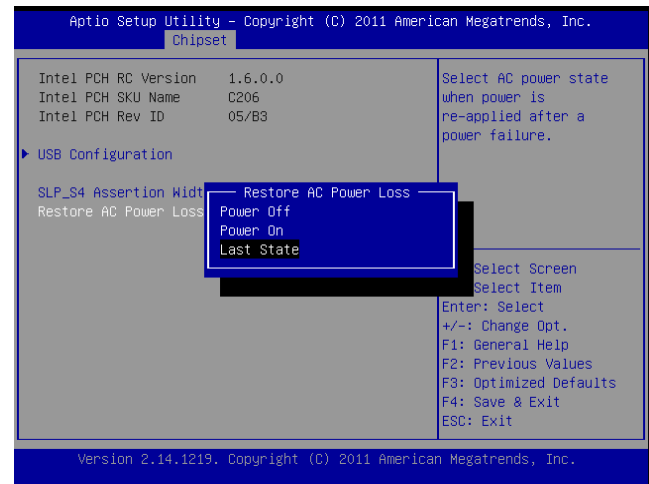 Aptio Setup Utility – Copyright (C) 2011 American Megatrends, Inc.
Chipset
Intel PCH RC Version 1.6.0.0
Intel PCH SKU Name C206
Intel PCH Rev ID 05/B3
USB Configuration
SLP_S4 Assertion Widt
Restore AC Power Loss
Restore AC Power Loss
Power Off
Power On
Last State
Select AC power state
when power is
re-applied after a
power failure.
Select Screen
Select Item
Enter: Select
+/-: Change Opt.
F1: General Help
F2: Previous Values
F3: Optimized Defaults
F4: Save & Exit
ESC: Exit
Version 2.14.1219. Copyright (C) 2011 American Megatrends, Inc.